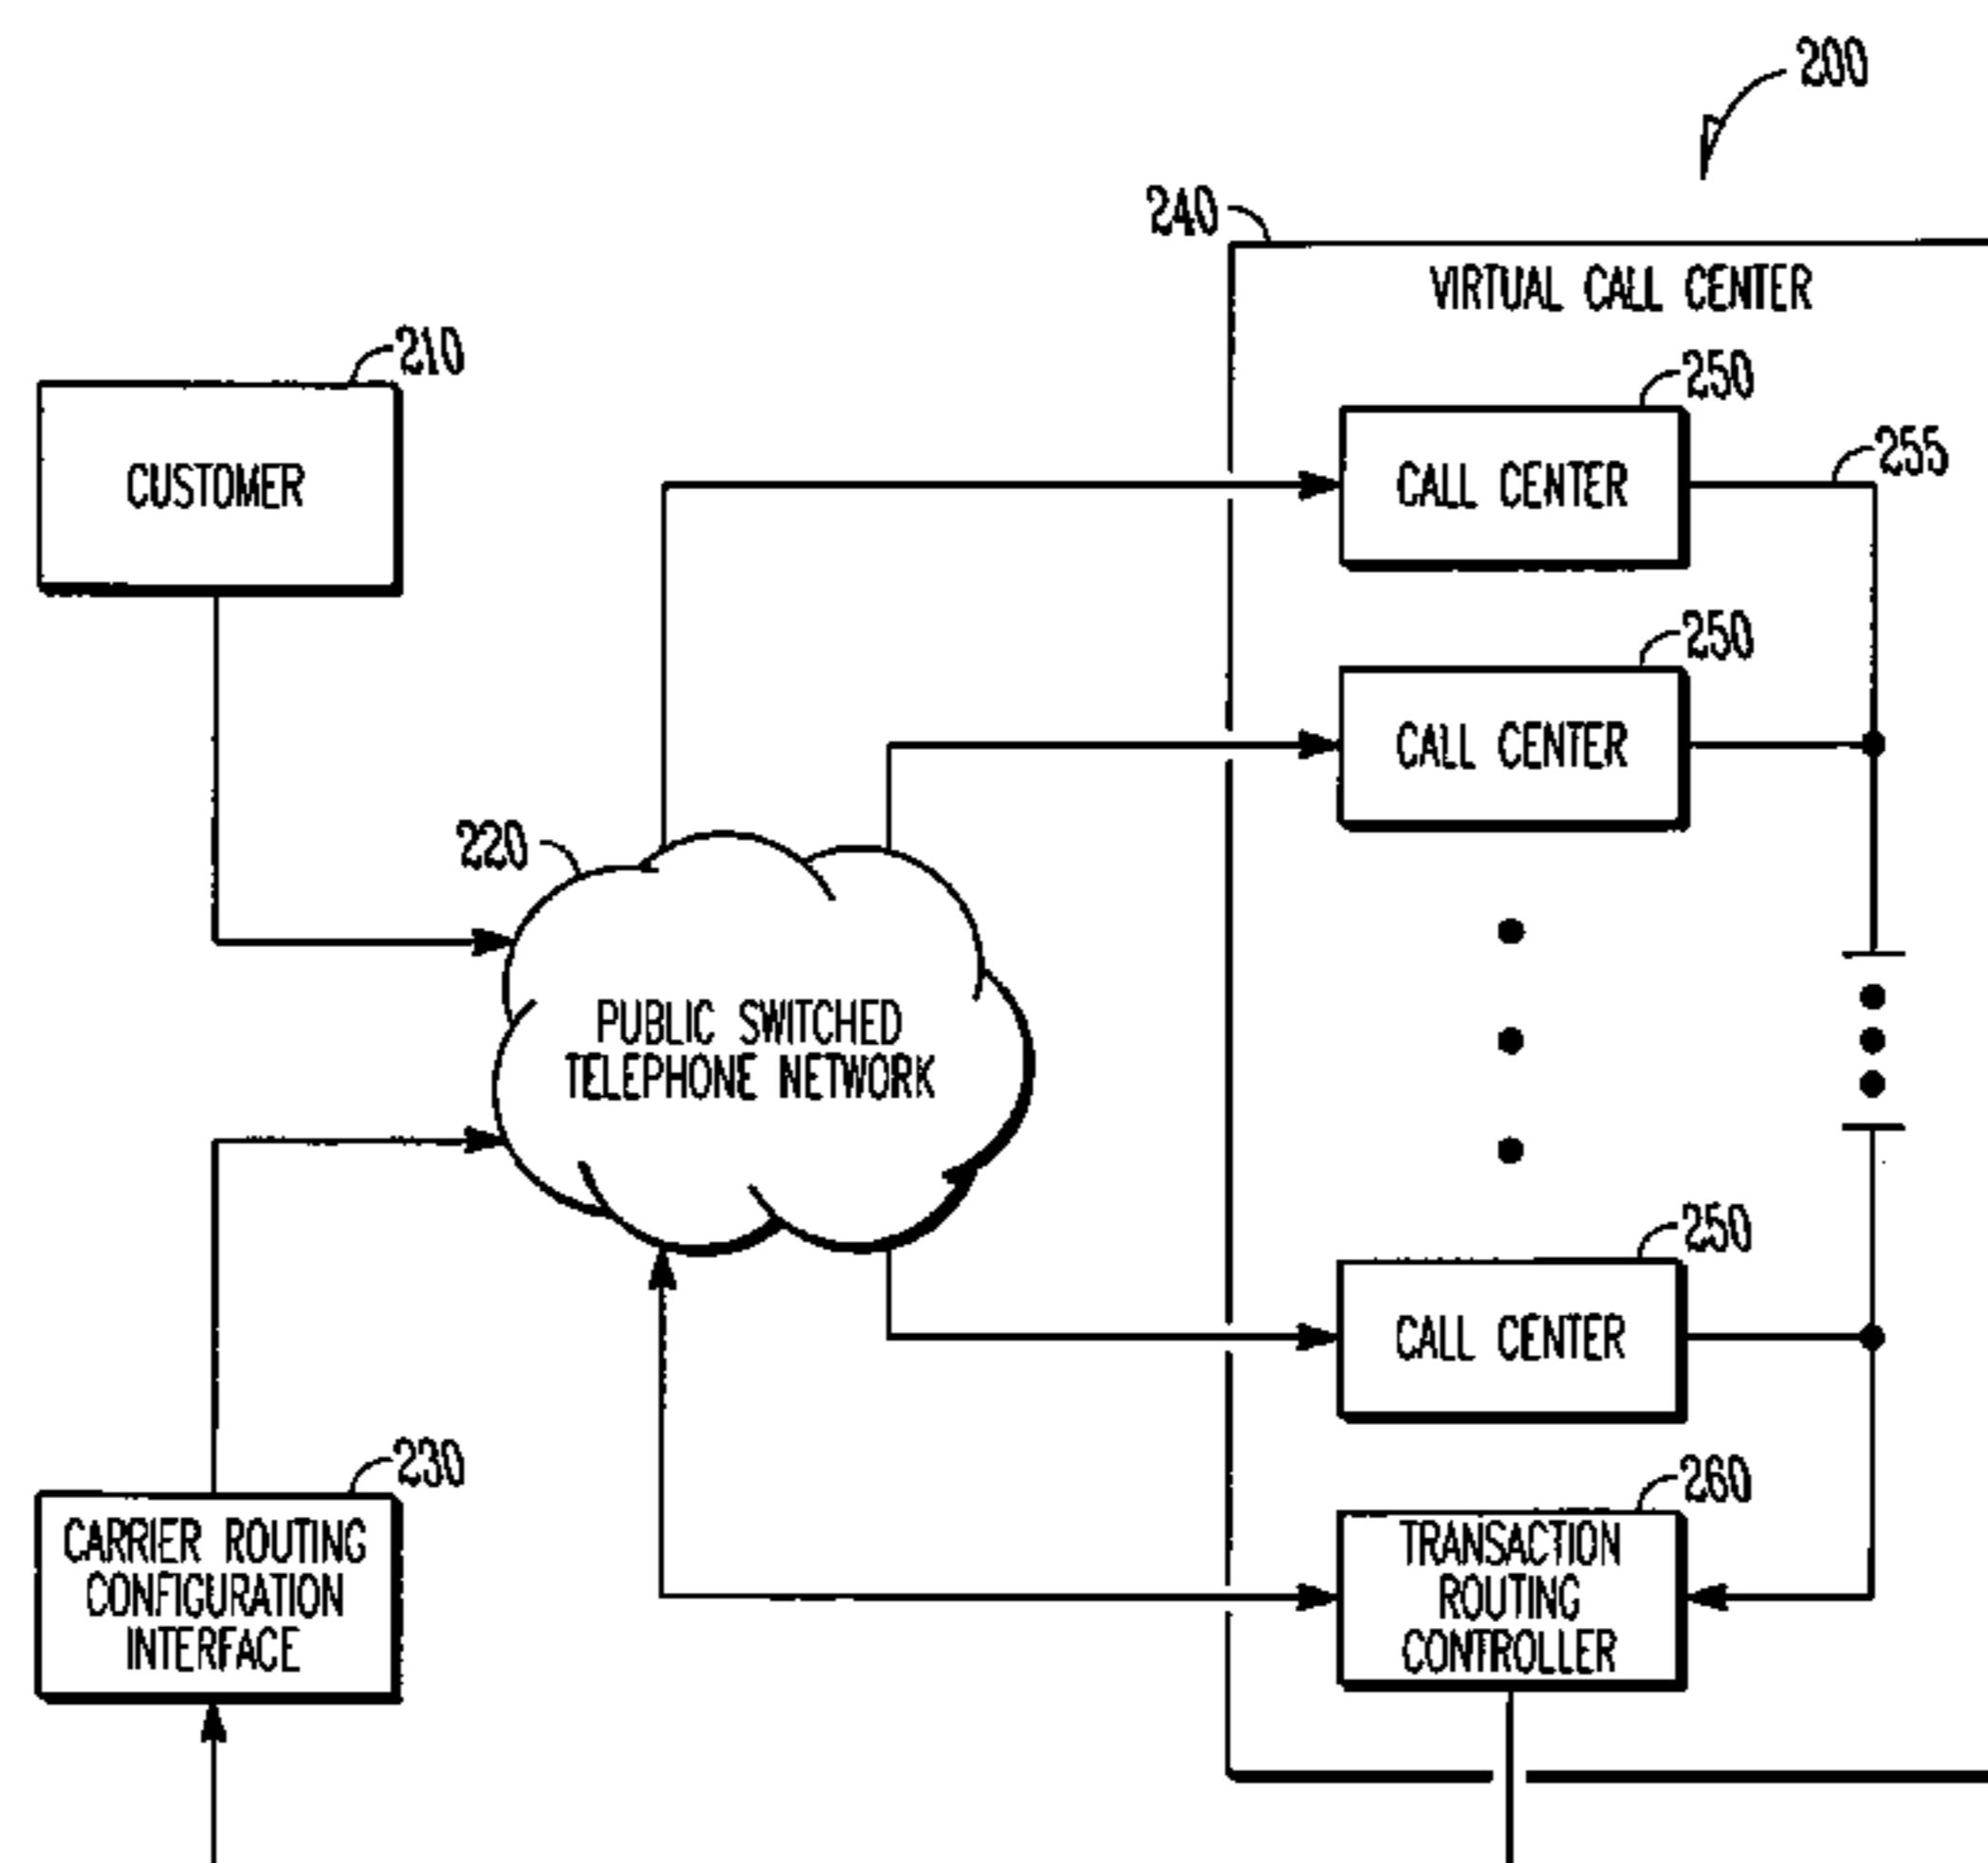 200
240
VIRTUAL CALL CENTER
210
CUSTOMER
250
CALL CENTER
255
250
CALL CENTER
220
PUBLIC SWITCHED
TELEPHONE NETWORK
250
CALL CENTER
230
CARRIER ROUTING
CONFIGURATION
INTERFACE
260
TRANSACTION
ROUTING
CONTROLLER